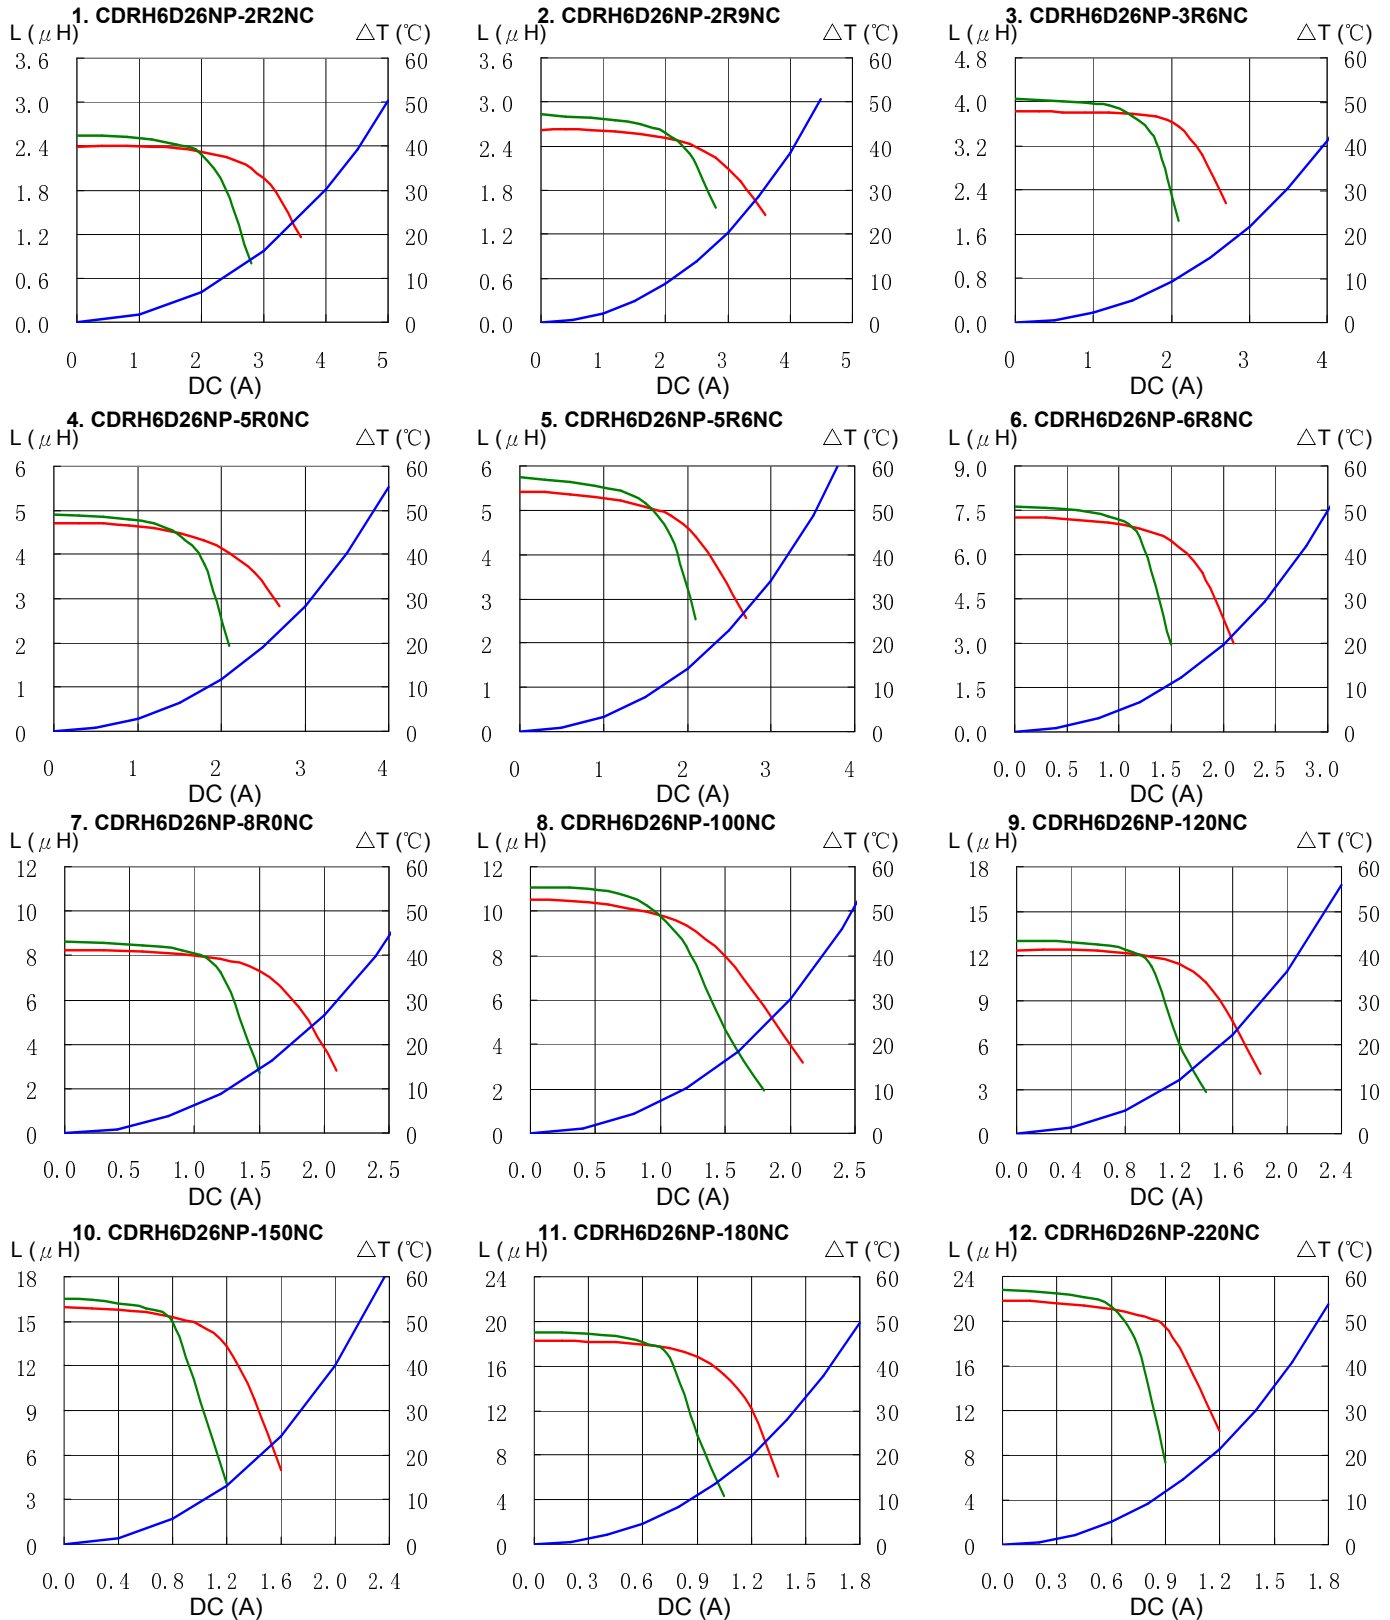 1. CDRH6D26NP-2R2NC
L (μH) △T (℃)
3.6 60
3.0 50
2.4 40
1.8 30
1.2 20
0.6 10
0.0 0
0 1 2 3 4 5
DC (A)
2. CDRH6D26NP-2R9NC
L (μH) △T (℃)
3.6 60
3.0 50
2.4 40
1.8 30
1.2 20
0.6 10
0.0 0
0 1 2 3 4 5
DC (A)
3. CDRH6D26NP-3R6NC
L (μH) △T (℃)
4.8 60
4.0 50
3.2 40
2.4 30
1.6 20
0.8 10
0.0 0
0 1 2 3 4
DC (A)
4. CDRH6D26NP-5R0NC
L (μH) △T (℃)
6 60
5 50
4 40
3 30
2 20
1 10
0 0
0 1 2 3 4
DC (A)
5. CDRH6D26NP-5R6NC
L (μH) △T (℃)
6 60
5 50
4 40
3 30
2 20
1 10
0 0
0 1 2 3 4
DC (A)
6. CDRH6D26NP-6R8NC
L (μH) △T (℃)
9.0 60
7.5 50
6.0 40
4.5 30
3.0 20
1.5 10
0.0 0
0.0 0.5 1.0 1.5 2.0 2.5 3.0
DC (A)
7. CDRH6D26NP-8R0NC
L (μH) △T (℃)
12 60
10 50
8 40
6 30
4 20
2 10
0 0
0.0 0.5 1.0 1.5 2.0 2.5
DC (A)
8. CDRH6D26NP-100NC
L (μH) △T (℃)
12 60
10 50
8 40
6 30
4 20
2 10
0 0
0.0 0.5 1.0 1.5 2.0 2.5
DC (A)
9. CDRH6D26NP-120NC
L (μH) △T (℃)
18 60
15 50
12 40
9 30
6 20
3 10
0 0
0.0 0.4 0.8 1.2 1.6 2.0 2.4
DC (A)
10. CDRH6D26NP-150NC
L (μH) △T (℃)
18 60
15 50
12 40
9 30
6 20
3 10
0 0
0.0 0.4 0.8 1.2 1.6 2.0 2.4
DC (A)
11. CDRH6D26NP-180NC
L (μH) △T (℃)
24 60
20 50
16 40
12 30
8 20
4 10
0 0
0.0 0.3 0.6 0.9 1.2 1.5 1.8
DC (A)
12. CDRH6D26NP-220NC
L (μH) △T (℃)
24 60
20 50
16 40
12 30
8 20
4 10
0 0
0.0 0.3 0.6 0.9 1.2 1.5 1.8
DC (A)